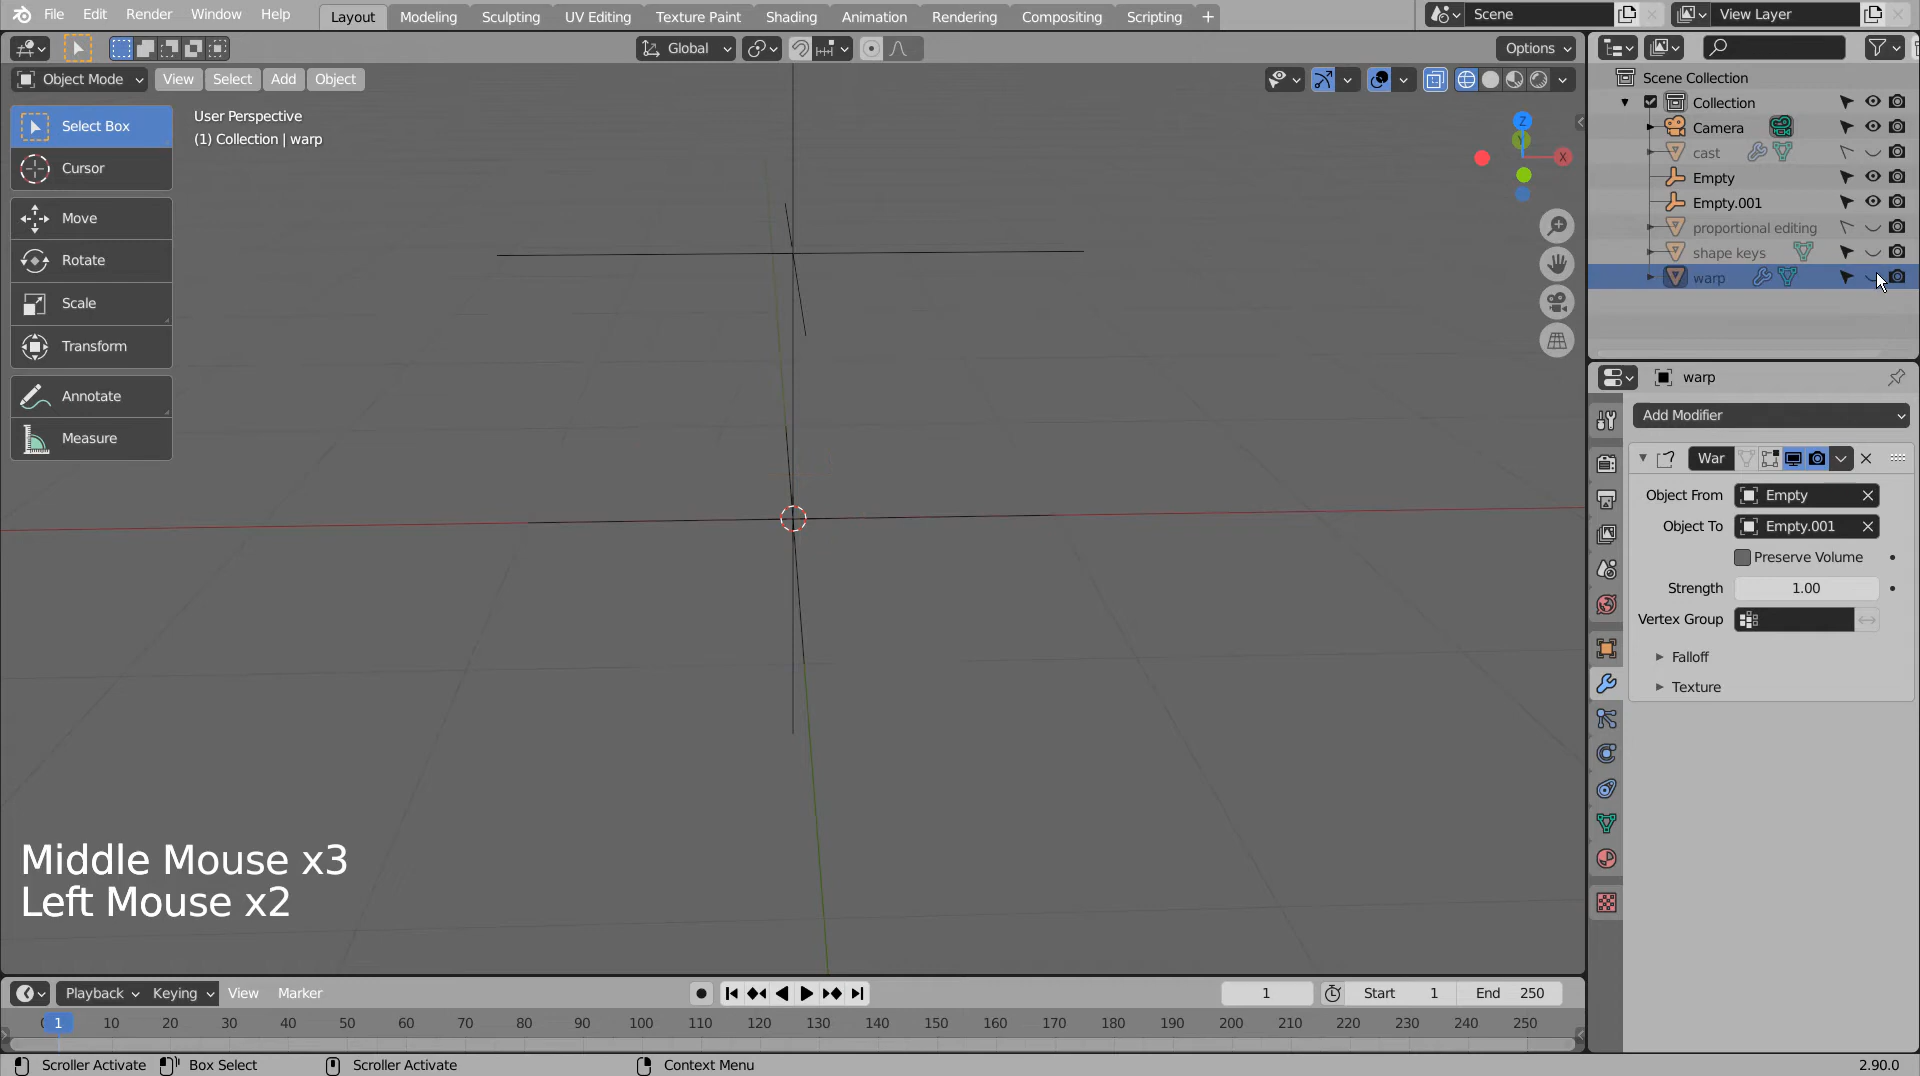 File Edit Render Window Help Layout Modeling Sculpting UV Editing Texture Paint Shading Animation Rendering Compositing Scripting + Scene View Layer
Global Options
Object Mode View Select Add Object
Scene Collection
Collection
Camera
cast
Empty
Empty.001
proportional editing
shape keys
warp
Select Box
Cursor
Move
Rotate
Scale
Transform
Annotate
Measure
User Perspective
(1) Collection | warp
Z
X
warp
Add Modifier
War
Object From Empty
Object To Empty.001
Preserve Volume
Strength 1.00
Vertex Group
Falloff
Texture
Middle Mouse x3
Left Mouse x2
Playback Keying View Marker 1 Start 1 End 250
1 10 20 30 40 50 60 70 80 90 100 110 120 130 140 150 160 170 180 190 200 210 220 230 240 250
Scroller Activate Box Select Scroller Activate Context Menu 2.90.0